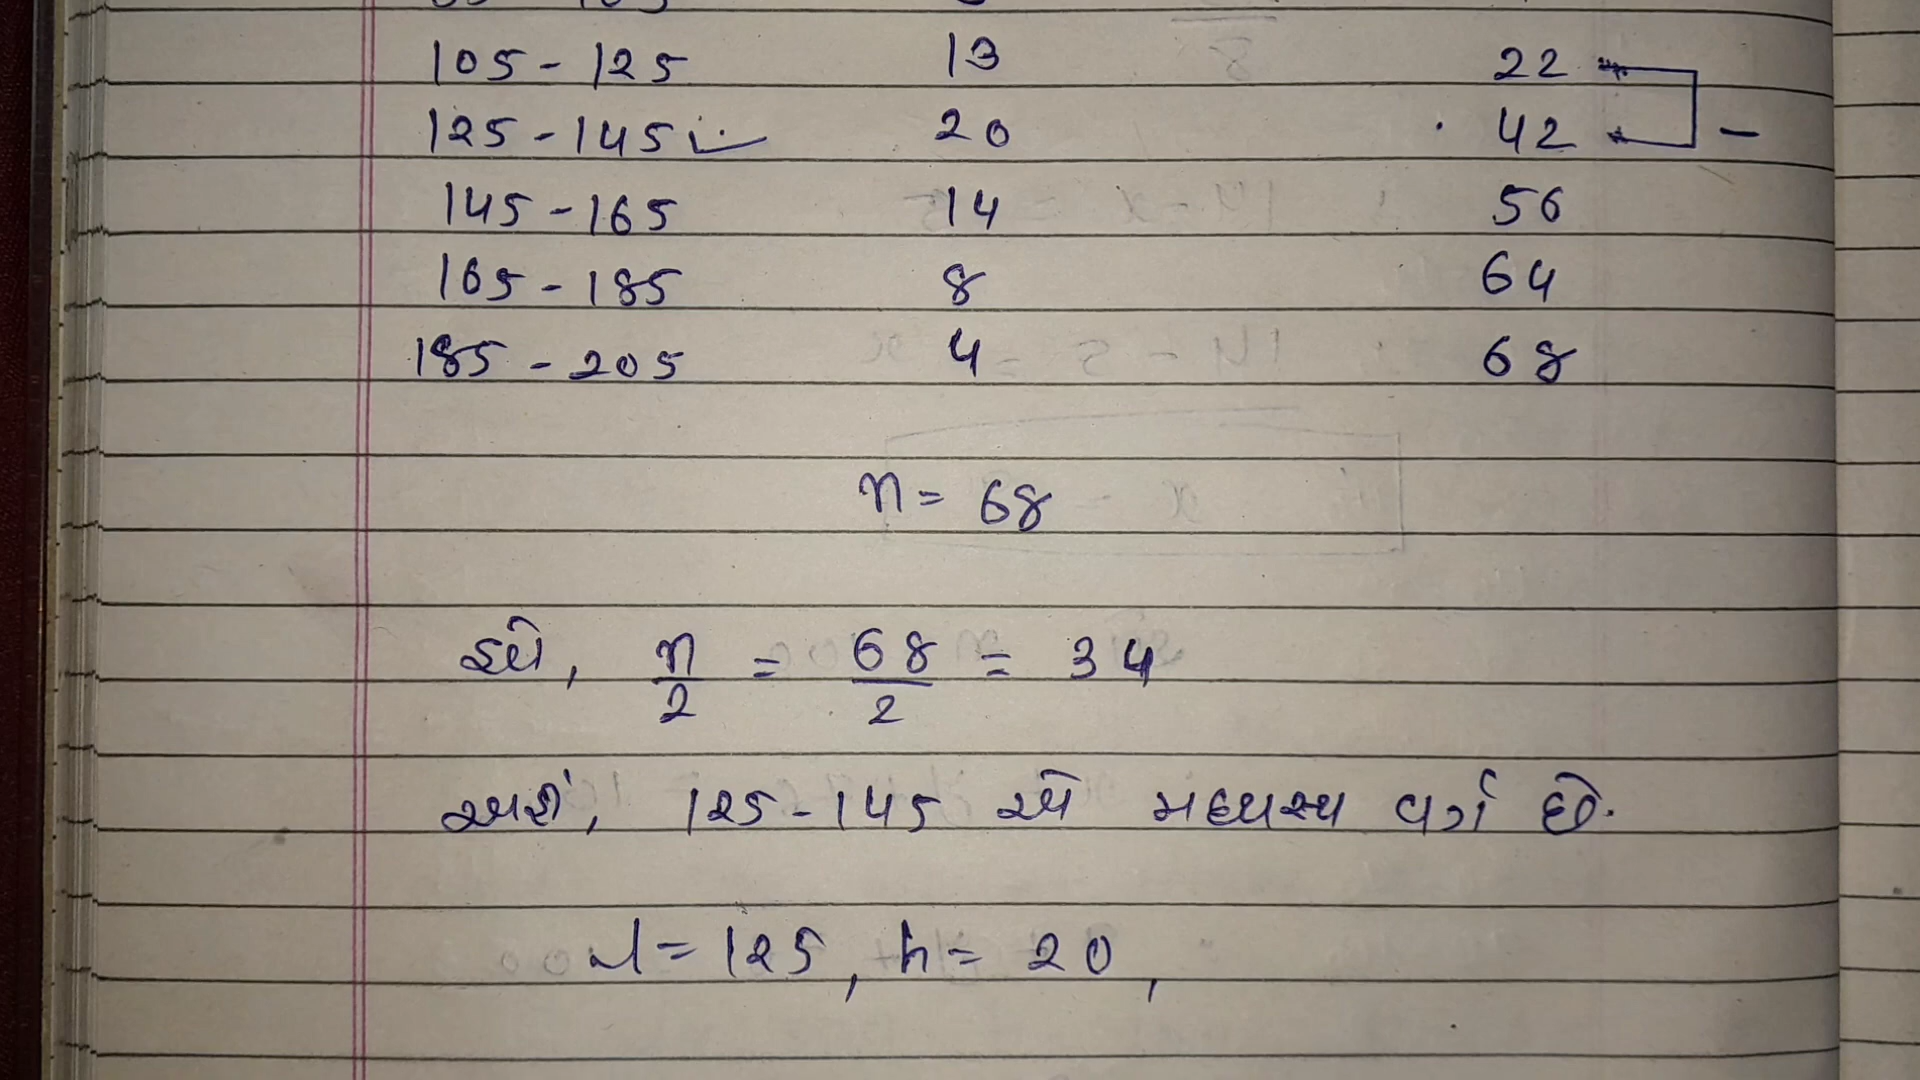 105 - 125 13 22
125 - 145 20 42 -
145 - 165 14 56
165 - 185 8 64
185 - 205 4 68
n = 68
હવે, n/2 = 68/2 = 34
અહીં, 125 - 145 એ મધ્યસ્થ વર્ગ છે.
l = 125, h = 20,